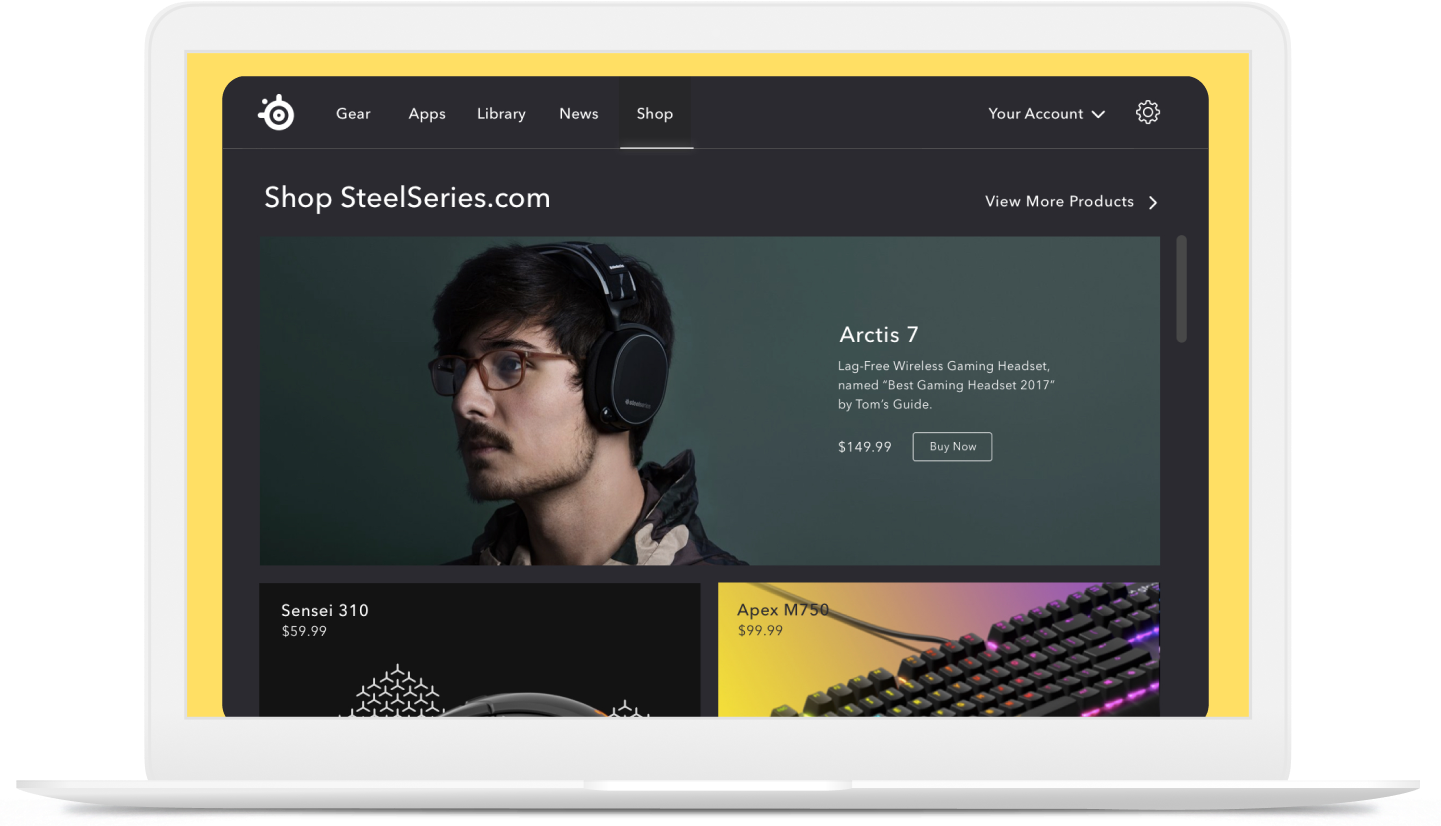 Gear
Apps
Library
News
Shop
Your Account
Shop SteelSeries.com
View More Products
Arctis 7
Lag-Free Wireless Gaming Headset,
named “Best Gaming Headset 2017”
by Tom’s Guide.
$149.99
Buy Now
steelseries
Sensei 310
$59.99
Apex M750
$99.99